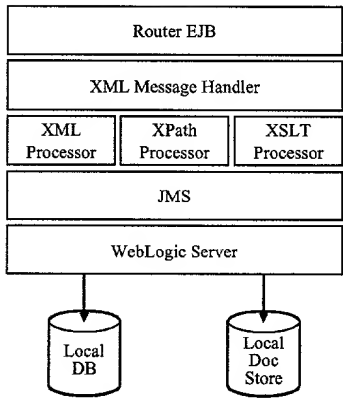 Router EJB
XML Message Handler
XML
Processor
XPath
Processor
XSLT
Processor
JMS
WebLogic Server
Local
DB
Local
Doc
Store